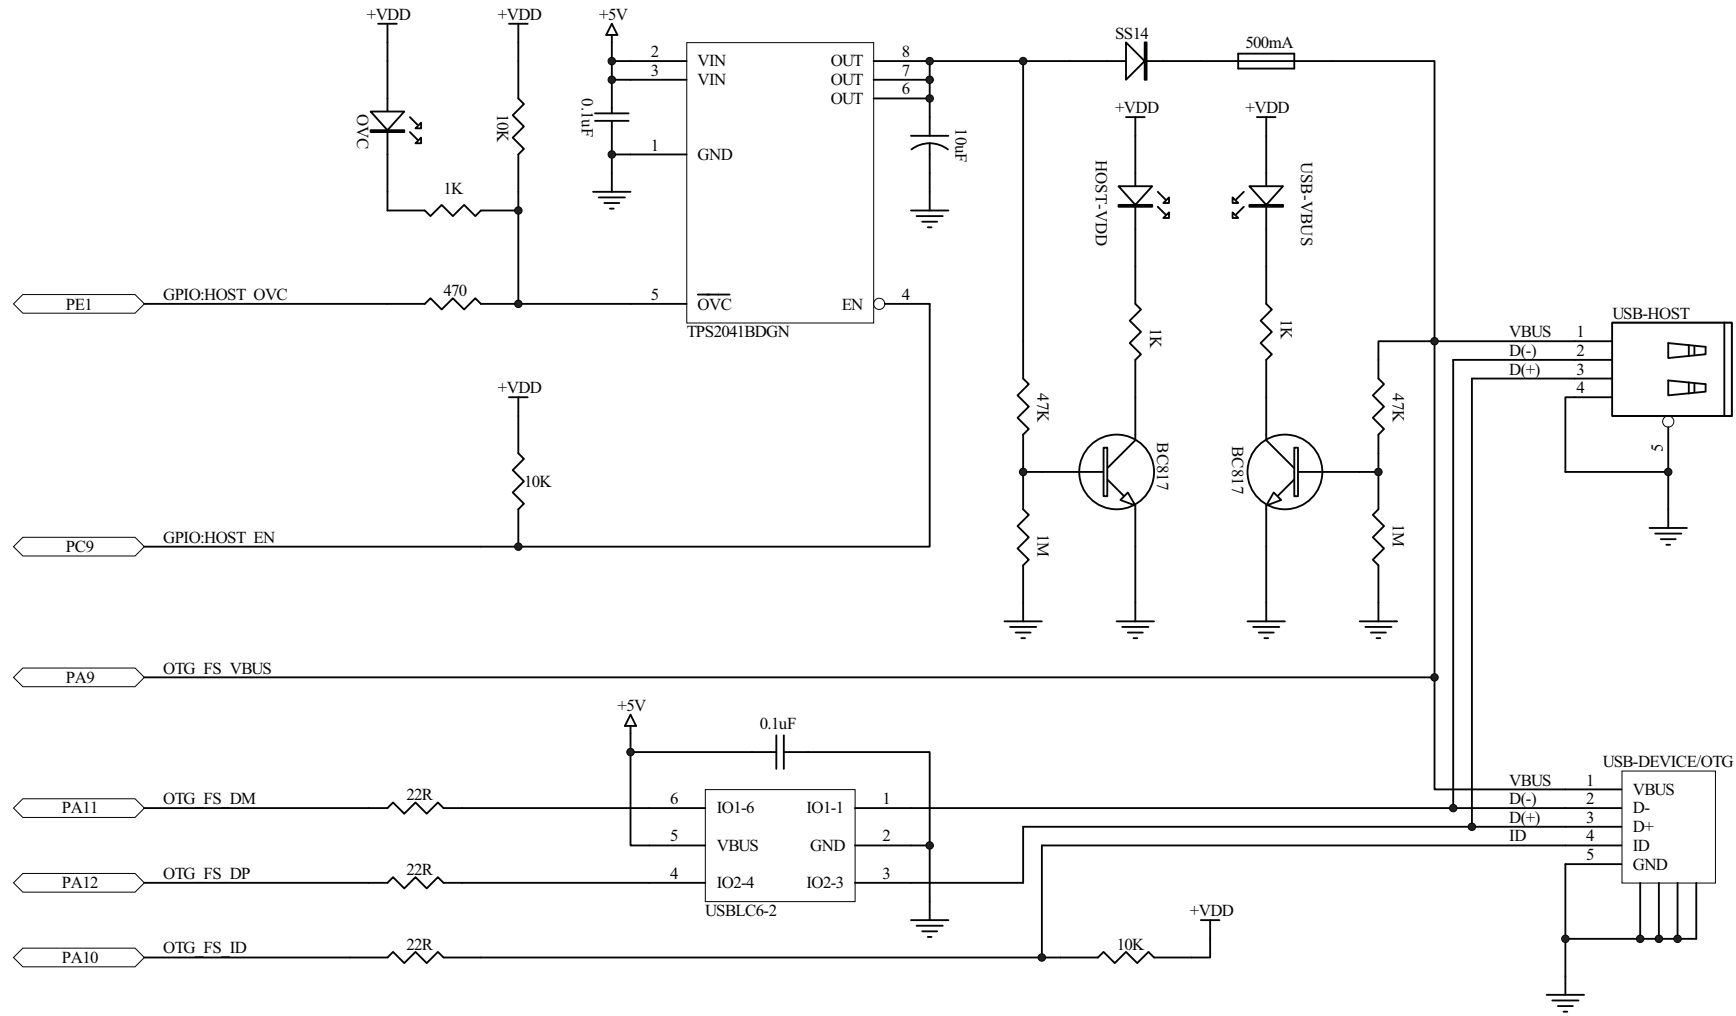 +VDD
+VDD
+5V
SS14
500mA
2
VIN
OUT
8
3
VIN
OUT
7
OUT
6
+VDD
+VDD
OVC
10K
0.1uF
10uF
1
GND
HOST-VDD
USB-VBUS
1K
PE1
GPIO:HOST_OVC
470
5
OVC
EN
4
TPS2041BDGN
1K
1K
USB-HOST
VBUS
1
D(-)
2
D(+)
3
4
5
+VDD
47K
47K
BC817
BC817
10K
PC9
GPIO:HOST_EN
1M
1M
PA9
OTG_FS_VBUS
+5V
0.1uF
USB-DEVICE/OTG
VBUS
1
VBUS
PA11
OTG_FS_DM
22R
6
IO1-6
IO1-1
1
D(-)
2
D-
D(+)
3
D+
5
VBUS
GND
2
ID
4
ID
5
GND
PA12
OTG_FS_DP
22R
4
IO2-4
IO2-3
3
USBLC6-2
+VDD
PA10
OTG_FS_ID
22R
10K